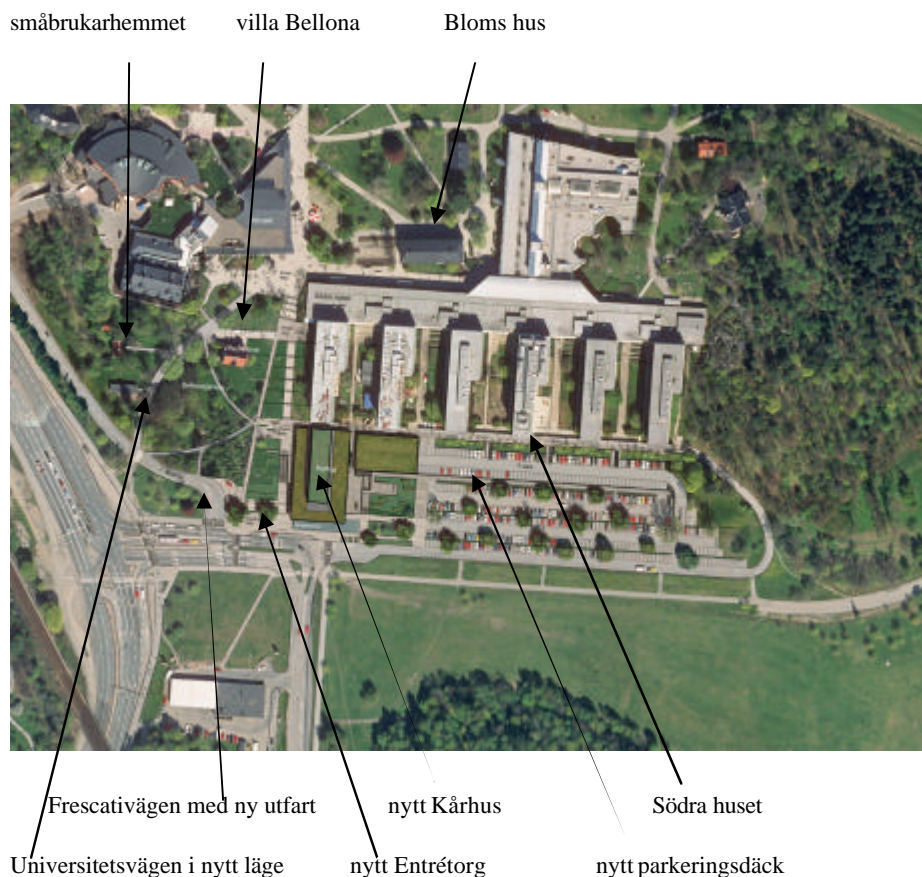 småbrukarhemmet villa Bellona Bloms hus
Frescativägen med ny utfart nytt Kårhus Södra huset
Universitetsvägen i nytt läge nytt Entrétorg nytt parkeringsdäck